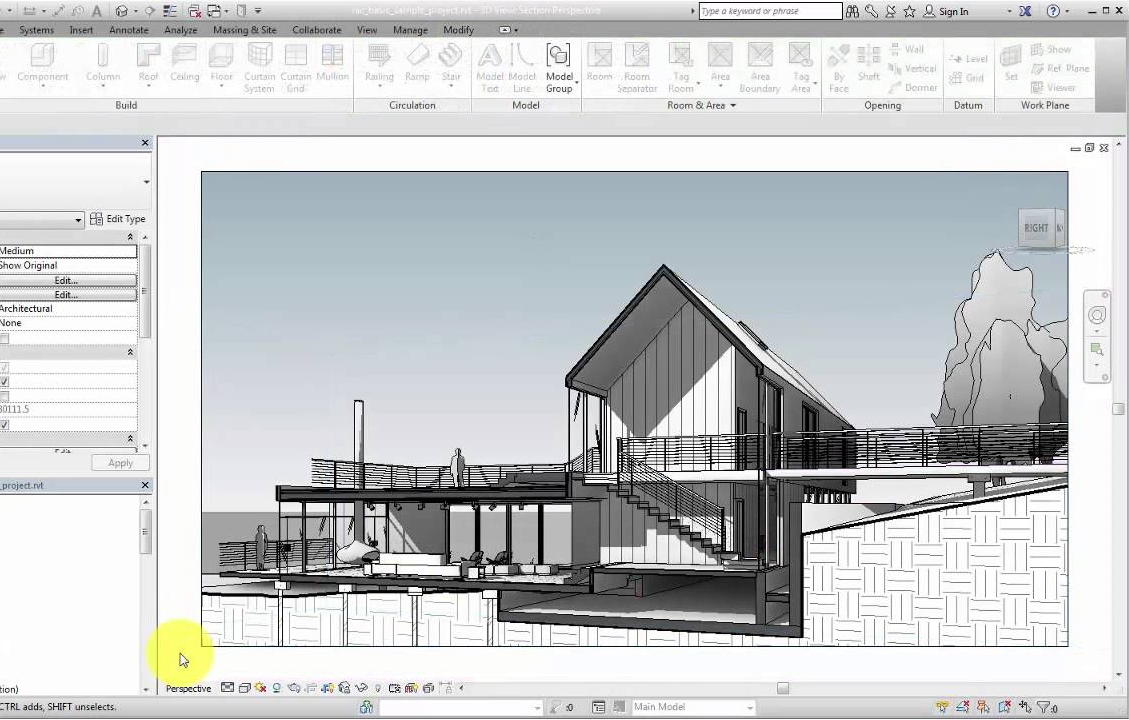 rac_basic_sample_project.rvt - 3D View: Section Perspective
Type a keyword or phrase
Sign In
Systems Insert Annotate Analyze Massing & Site Collaborate View Manage Modify
Component Column Roof Ceiling Floor Curtain System Curtain Grid Mullion Railing Ramp Stair Model Text Model Line Model Group Room Room Separator Tag Room Area Area Boundary Tag Area By Face Shaft Wall Vertical Dormer Level Grid Set Show Ref Plane Viewer
Build Circulation Model Room & Area Opening Datum Work Plane
Edit Type
Medium
Show Original
Edit...
Edit...
Architectural
None
30111.5
Apply
_project.rvt
RIGHT
tion)
Perspective
CTRL adds, SHIFT unselects.
:0
Main Model
:0